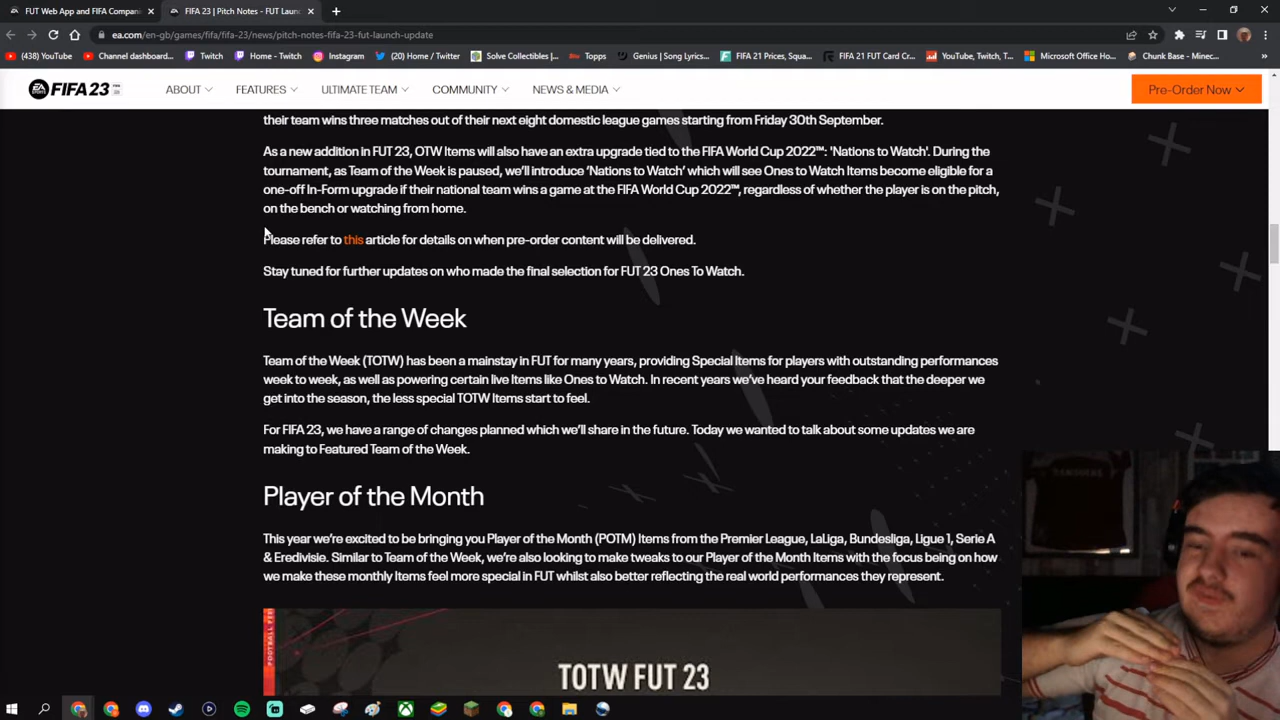 FUT Web App and FIFA Compani
FIFA 23 | Pitch Notes - FUT Laun
ea.com/en-gb/games/fifa/fifa-23/news/pitch-notes-fifa-23-fut-launch-update
(438) YouTube
Channel dashboard...
Twitch
Home - Twitch
Instagram
(20) Home / Twitter
Solve Collectibles |...
Topps
Genius | Song Lyrics...
FIFA 21 Prices, Squa...
FIFA 21 FUT Card Cr...
YouTube, Twitch, T...
Microsoft Office Ho...
Chunk Base - Minec...
EA SPORTS FIFA 23
ABOUT
FEATURES
ULTIMATE TEAM
COMMUNITY
NEWS & MEDIA
Pre-Order Now
their team wins three matches out of their next eight domestic league games starting from Friday 30th September.
As a new addition in FUT 23, OTW Items will also have an extra upgrade tied to the FIFA World Cup 2022™: 'Nations to Watch'. During the
tournament, as Team of the Week is paused, we'll introduce 'Nations to Watch' which will see Ones to Watch Items become eligible for a
one-off In-Form upgrade if their national team wins a game at the FIFA World Cup 2022™, regardless of whether the player is on the pitch,
on the bench or watching from home.
Please refer to this article for details on when pre-order content will be delivered.
Stay tuned for further updates on who made the final selection for FUT 23 Ones To Watch.
Team of the Week
Team of the Week (TOTW) has been a mainstay in FUT for many years, providing Special Items for players with outstanding performances
week to week, as well as powering certain live Items like Ones to Watch. In recent years we've heard your feedback that the deeper we
get into the season, the less special TOTW Items start to feel.
For FIFA 23, we have a range of changes planned which we'll share in the future. Today we wanted to talk about some updates we are
making to Featured Team of the Week.
Player of the Month
This year we're excited to be bringing you Player of the Month (POTM) Items from the Premier League, LaLiga, Bundesliga, Ligue 1, Serie A
& Eredivisie. Similar to Team of the Week, we're also looking to make tweaks to our Player of the Month Items with the focus being on how
we make these monthly Items feel more special in FUT whilst also better reflecting the real world performances they represent.
TOTW FUT 23